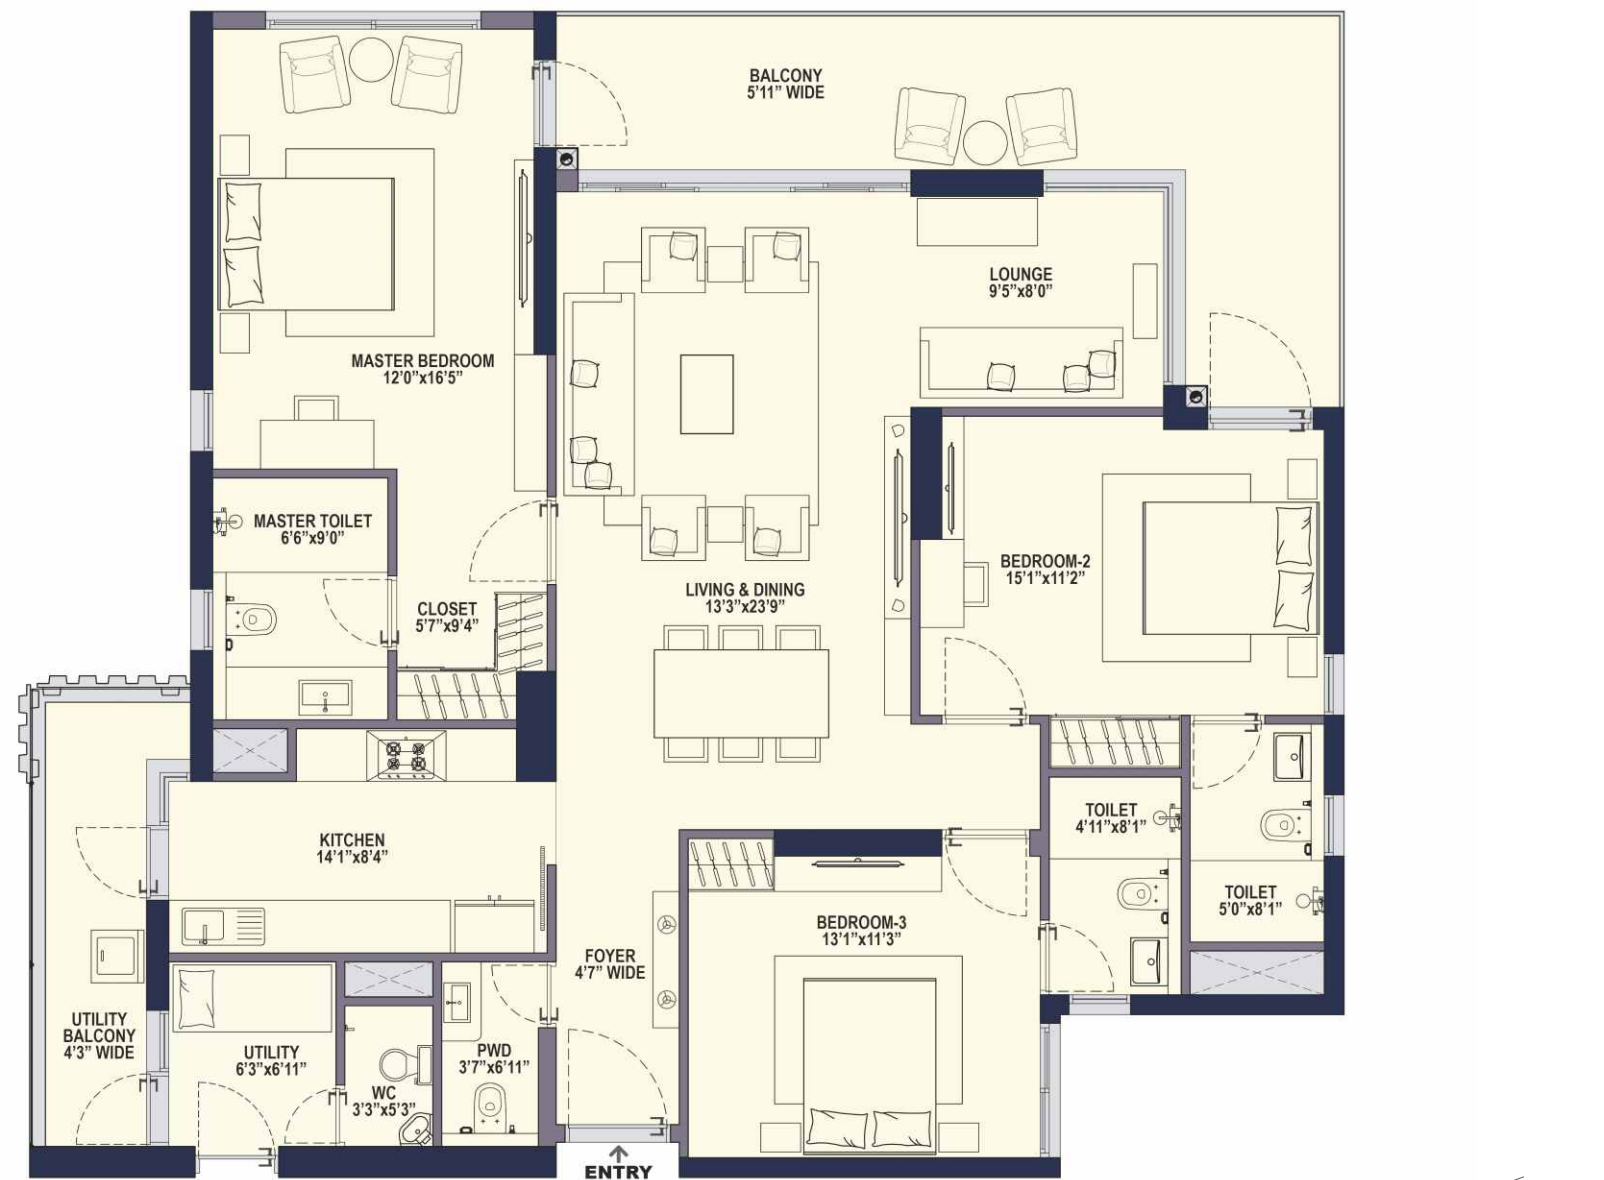 BALCONY
5'11" WIDE
LOUNGE
9'5"x8'0"
MASTER BEDROOM
12'0"x16'5"
MASTER TOILET
6'6"x9'0"
CLOSET
5'7"x9'4"
LIVING & DINING
13'3"x23'9"
BEDROOM-2
15'1"x11'2"
KITCHEN
14'1"x8'4"
TOILET
4'11"x8'1"
TOILET
5'0"x8'1"
BEDROOM-3
13'1"x11'3"
FOYER
4'7" WIDE
UTILITY
BALCONY
4'3" WIDE
UTILITY
6'3"x6'11"
WC
3'3"x5'3"
PWD
3'7"x6'11"
ENTRY